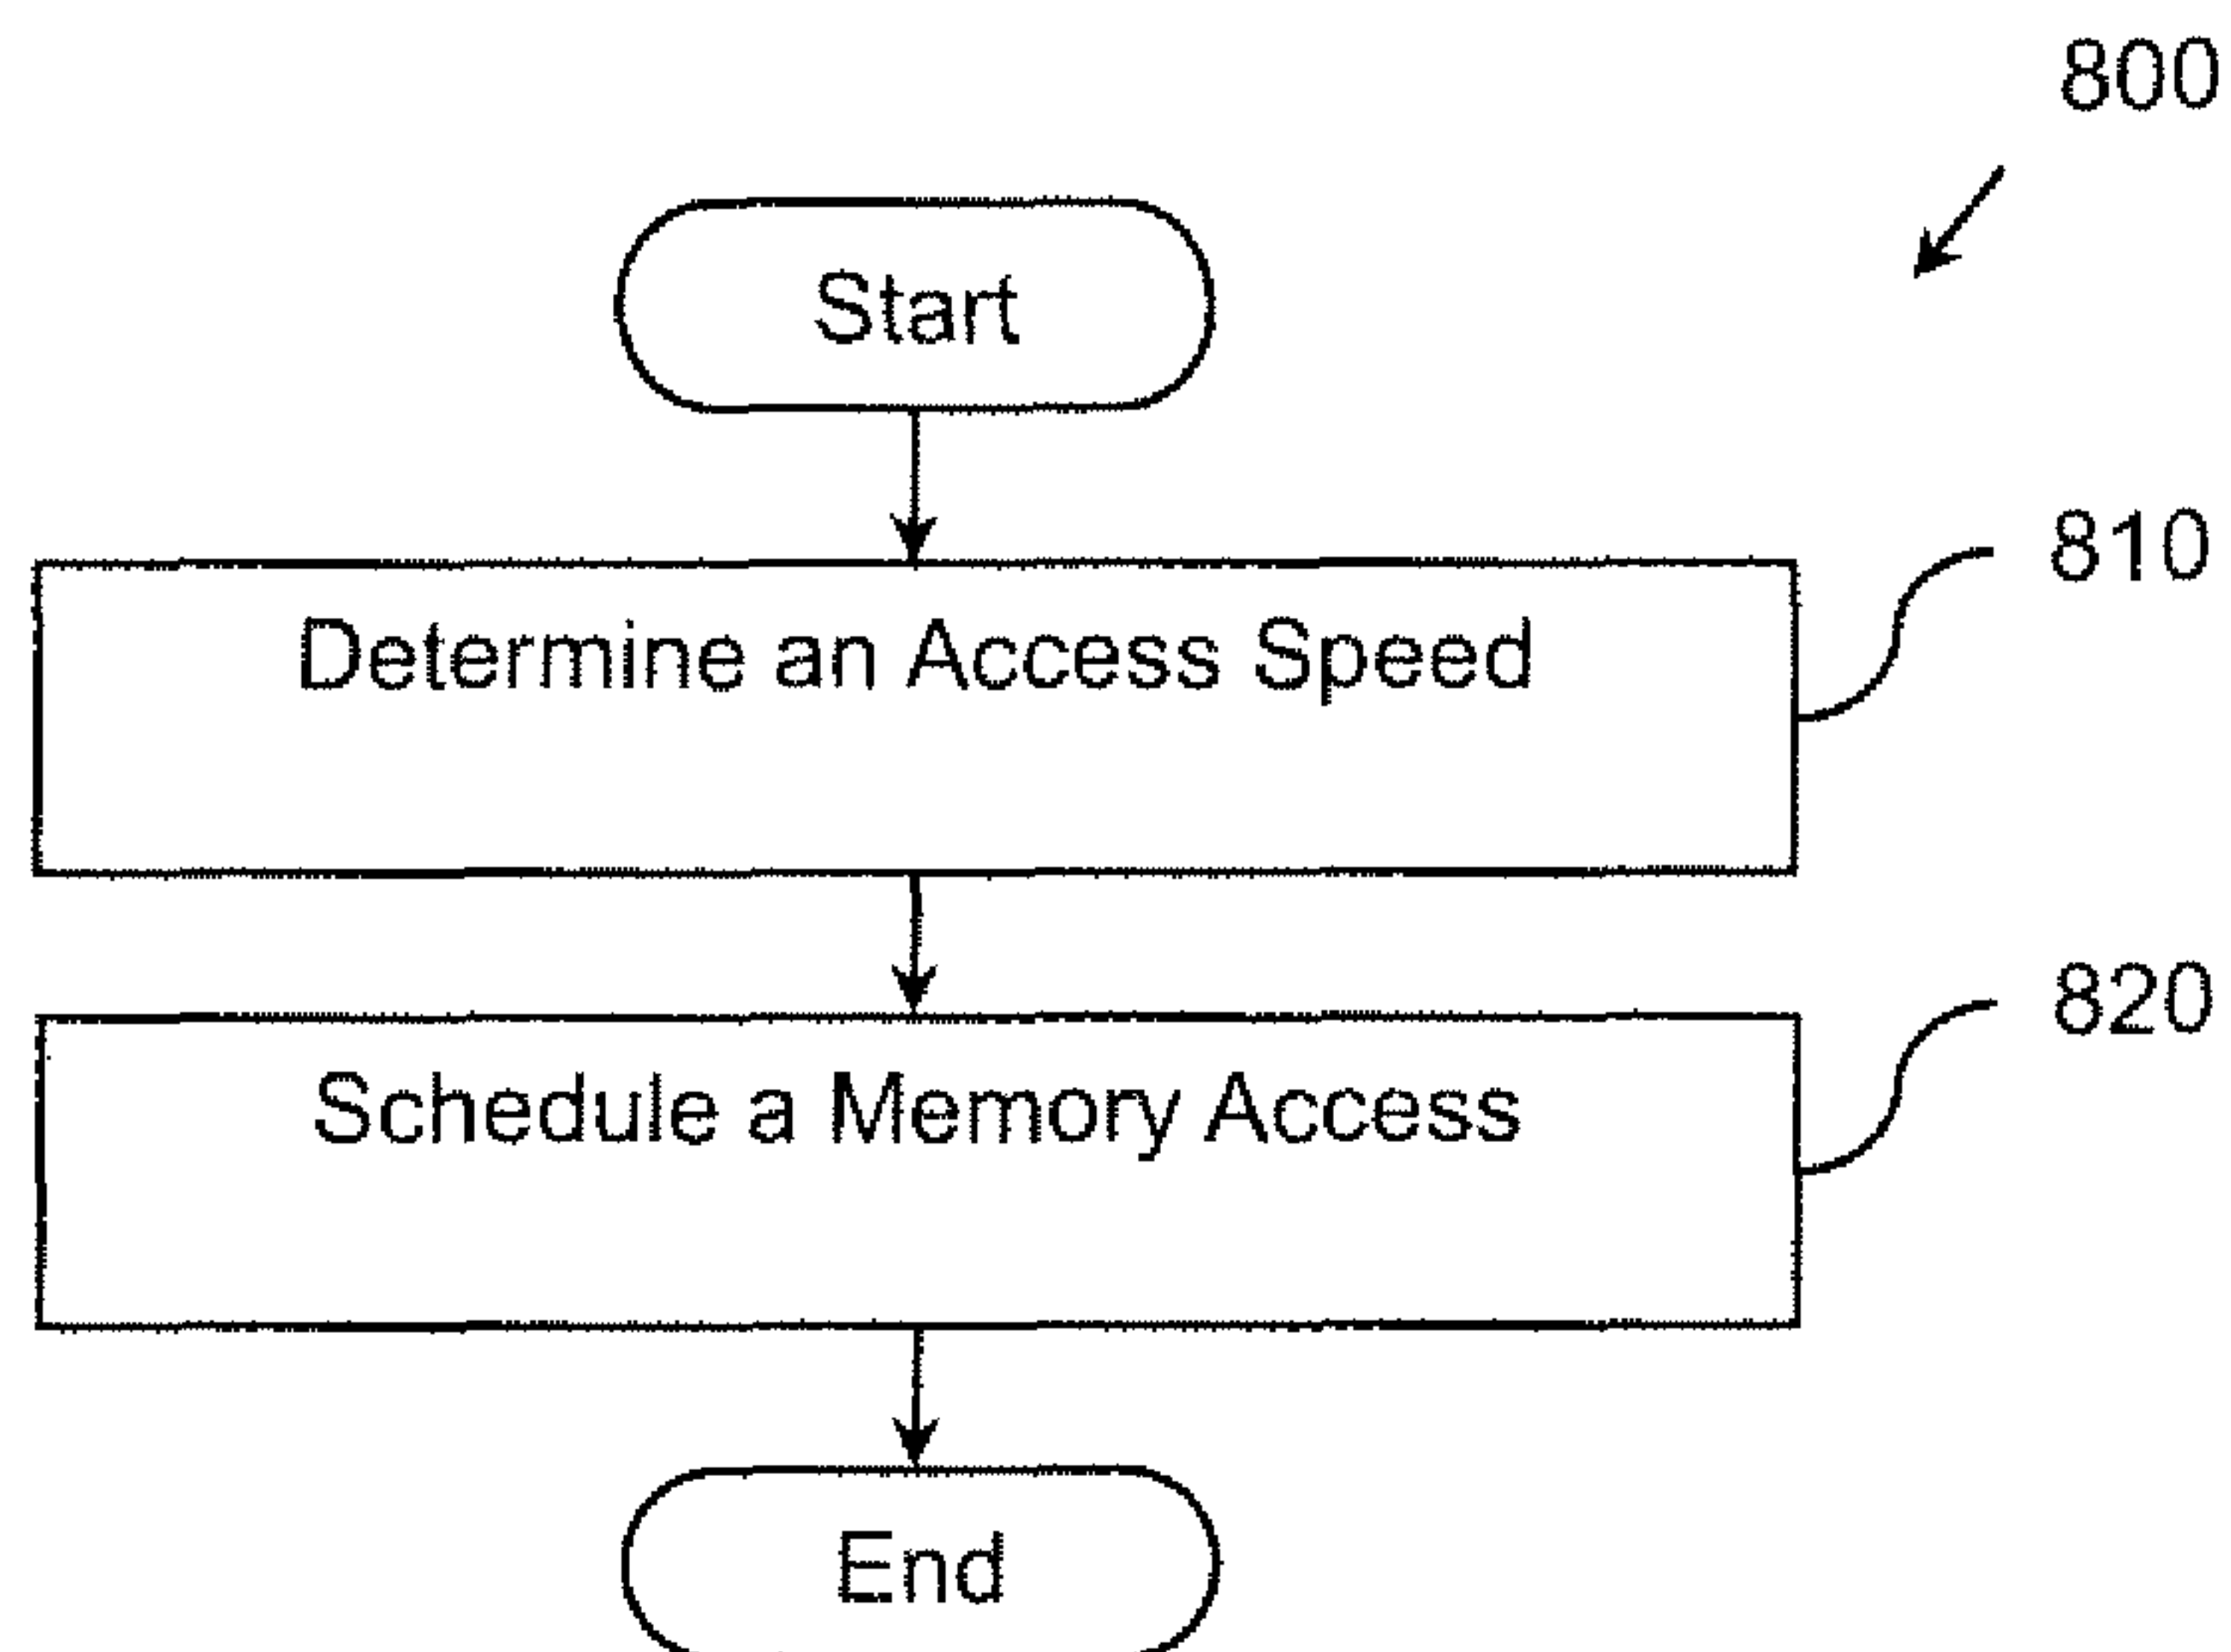 800
Start
810
Determine an Access Speed
820
Schedule a Memory Access
End